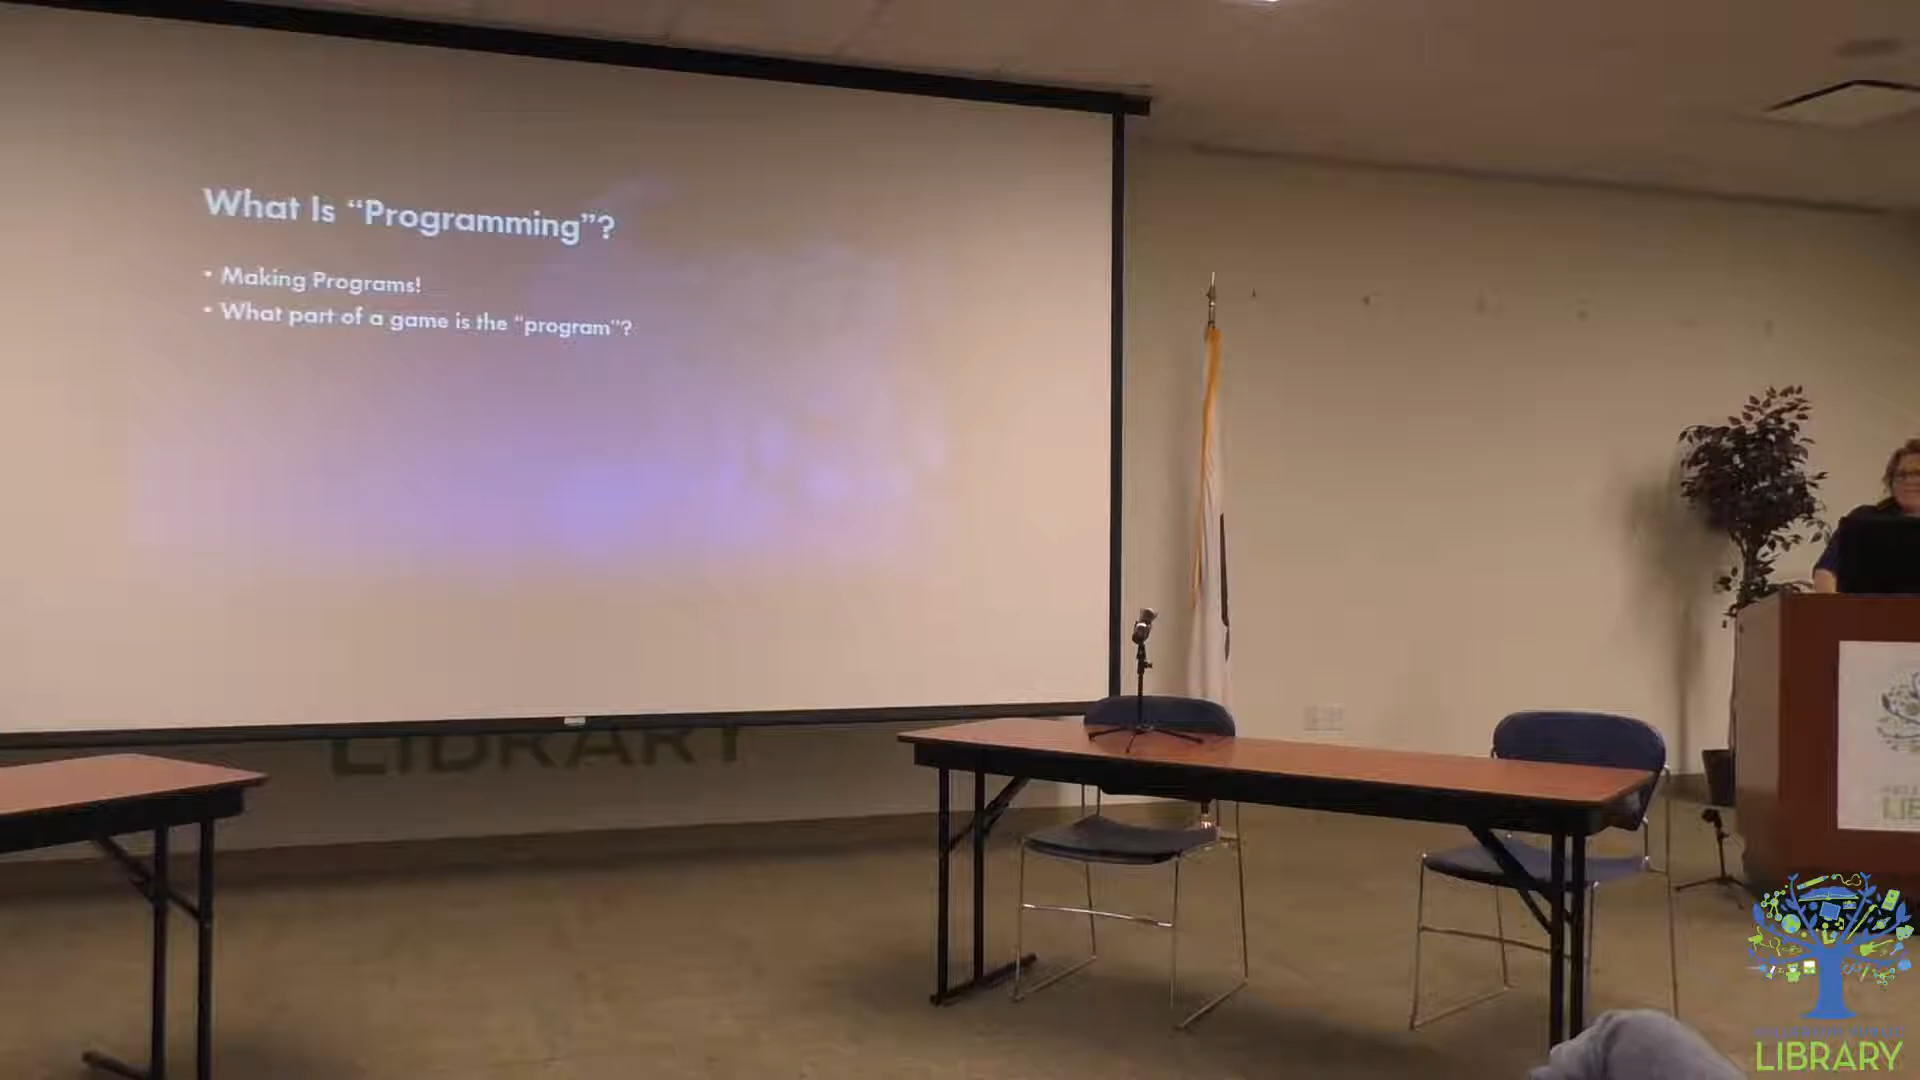 What Is “Programming”?
• Making Programs!
• What part of a game is the “program”?
LIBRARY
LIBRARY